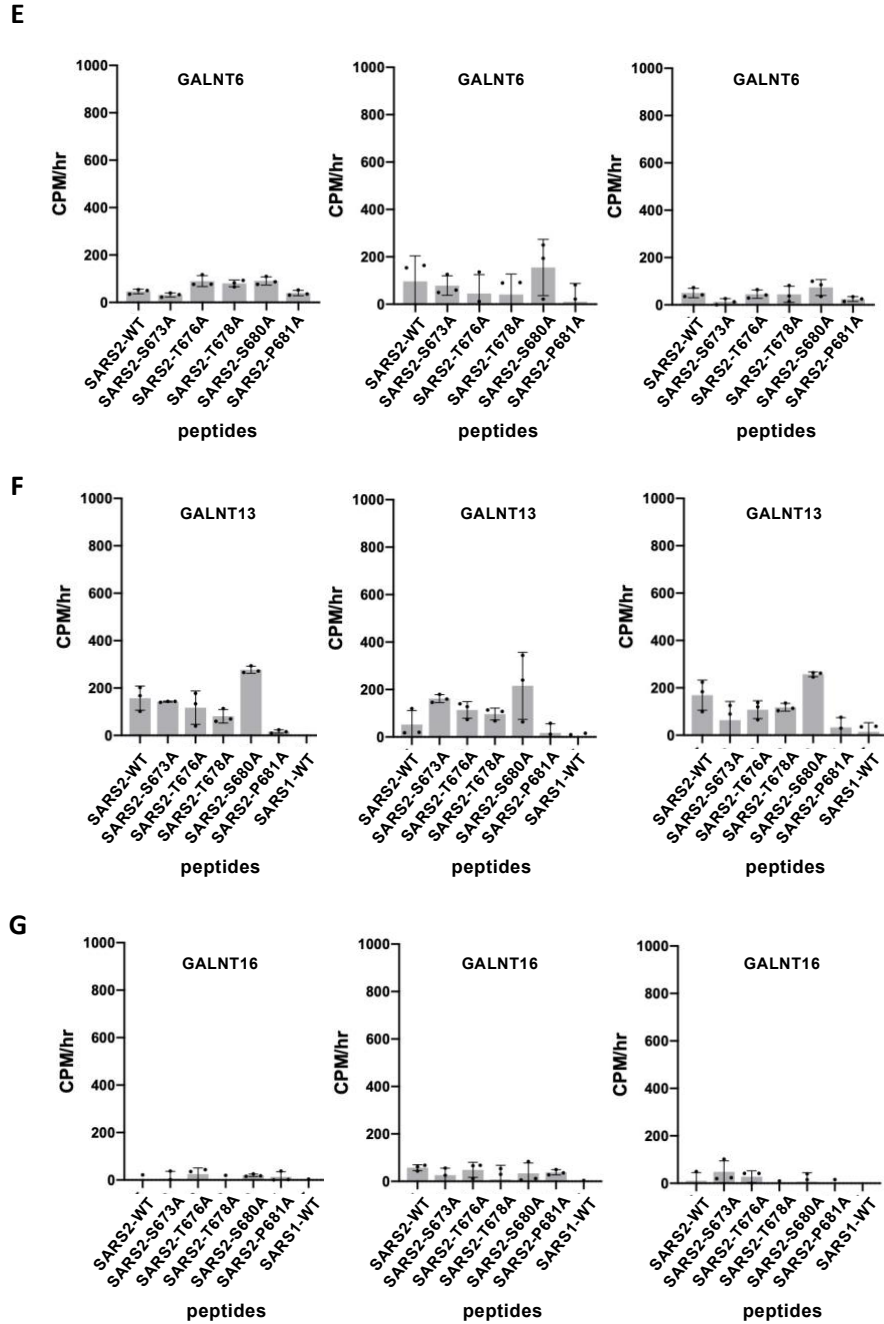 E
GALNT6
GALNT6
GALNT6
1000
800
600
400
200
0
CPM/hr
SARS2-WT
SARS2-S673A
SARS2-T676A
SARS2-T678A
SARS2-S680A
SARS2-P681A
peptides
1000
800
600
400
200
100
0
CPM/hr
SARS2-WT
SARS2-S673A
SARS2-T676A
SARS2-T678A
SARS2-S680A
SARS2-P681A
peptides
1000
800
600
400
200
0
CPM/hr
SARS2-WT
SARS2-S673A
SARS2-T676A
SARS2-T678A
SARS2-S680A
SARS2-P681A
peptides
F
GALNT13
GALNT13
GALNT13
1000
800
600
400
200
0
CPM/hr
SARS2-WT
SARS2-S673A
SARS2-T676A
SARS2-T678A
SARS2-S680A
SARS2-P681A
SARS1-WT
peptides
1000
800
600
400
200
0
CPM/hr
SARS2-WT
SARS2-S673A
SARS2-T676A
SARS2-T678A
SARS2-S680A
SARS2-P681A
SARS1-WT
peptides
1000
800
600
400
200
0
CPM/hr
SARS2-WT
SARS2-S673A
SARS2-T676A
SARS2-T678A
SARS2-S680A
SARS2-P681A
SARS1-WT
peptides
G
GALNT16
GALNT16
GALNT16
1000
800
600
400
200
0
CPM/hr
SARS2-WT
SARS2-S673A
SARS2-T676A
SARS2-T678A
SARS2-S680A
SARS2-P681A
SARS1-WT
peptides
1000
800
600
400
200
0
CPM/hr
SARS2-WT
SARS2-S673A
SARS2-T676A
SARS2-T678A
SARS2-S680A
SARS2-P681A
SARS1-WT
peptides
1000
800
600
400
200
0
CPM/hr
SARS2-WT
SARS2-S673A
SARS2-T676A
SARS2-T678A
SARS2-S680A
SARS2-P681A
SARS1-WT
peptides